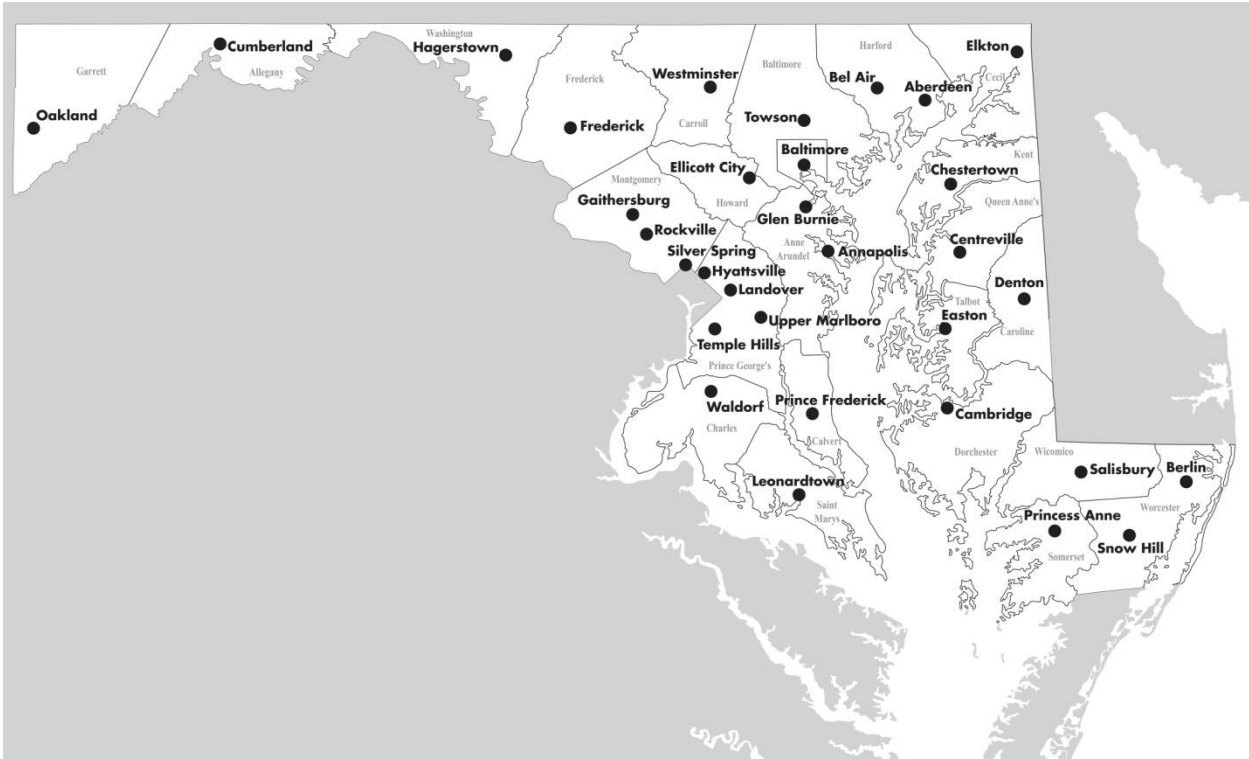 Washington
Cumberland
Hagerstown
Harford
Elkton
Baltimore
Garrett
Allegany
Frederick
Westminster
Bel Air
Cecil
Aberdeen
Oakland
Frederick
Carroll
Towson
Baltimore
Kent
Ellicott City
Chestertown
Montgomery
Gaithersburg
Howard
Queen Anne's
Glen Burnie
Rockville
Anne
Arundel
Silver Spring
Annapolis
Centreville
Hyattsville
Landover
Denton
Talbot
Easton
Upper Marlboro
Caroline
Temple Hills
Prince George's
Waldorf
Prince Frederick
Cambridge
Charles
Calvert
Dorchester
Wicomico
Salisbury
Berlin
Leonardtown
Saint
Marys
Worcester
Princess Anne
Snow Hill
Somerset